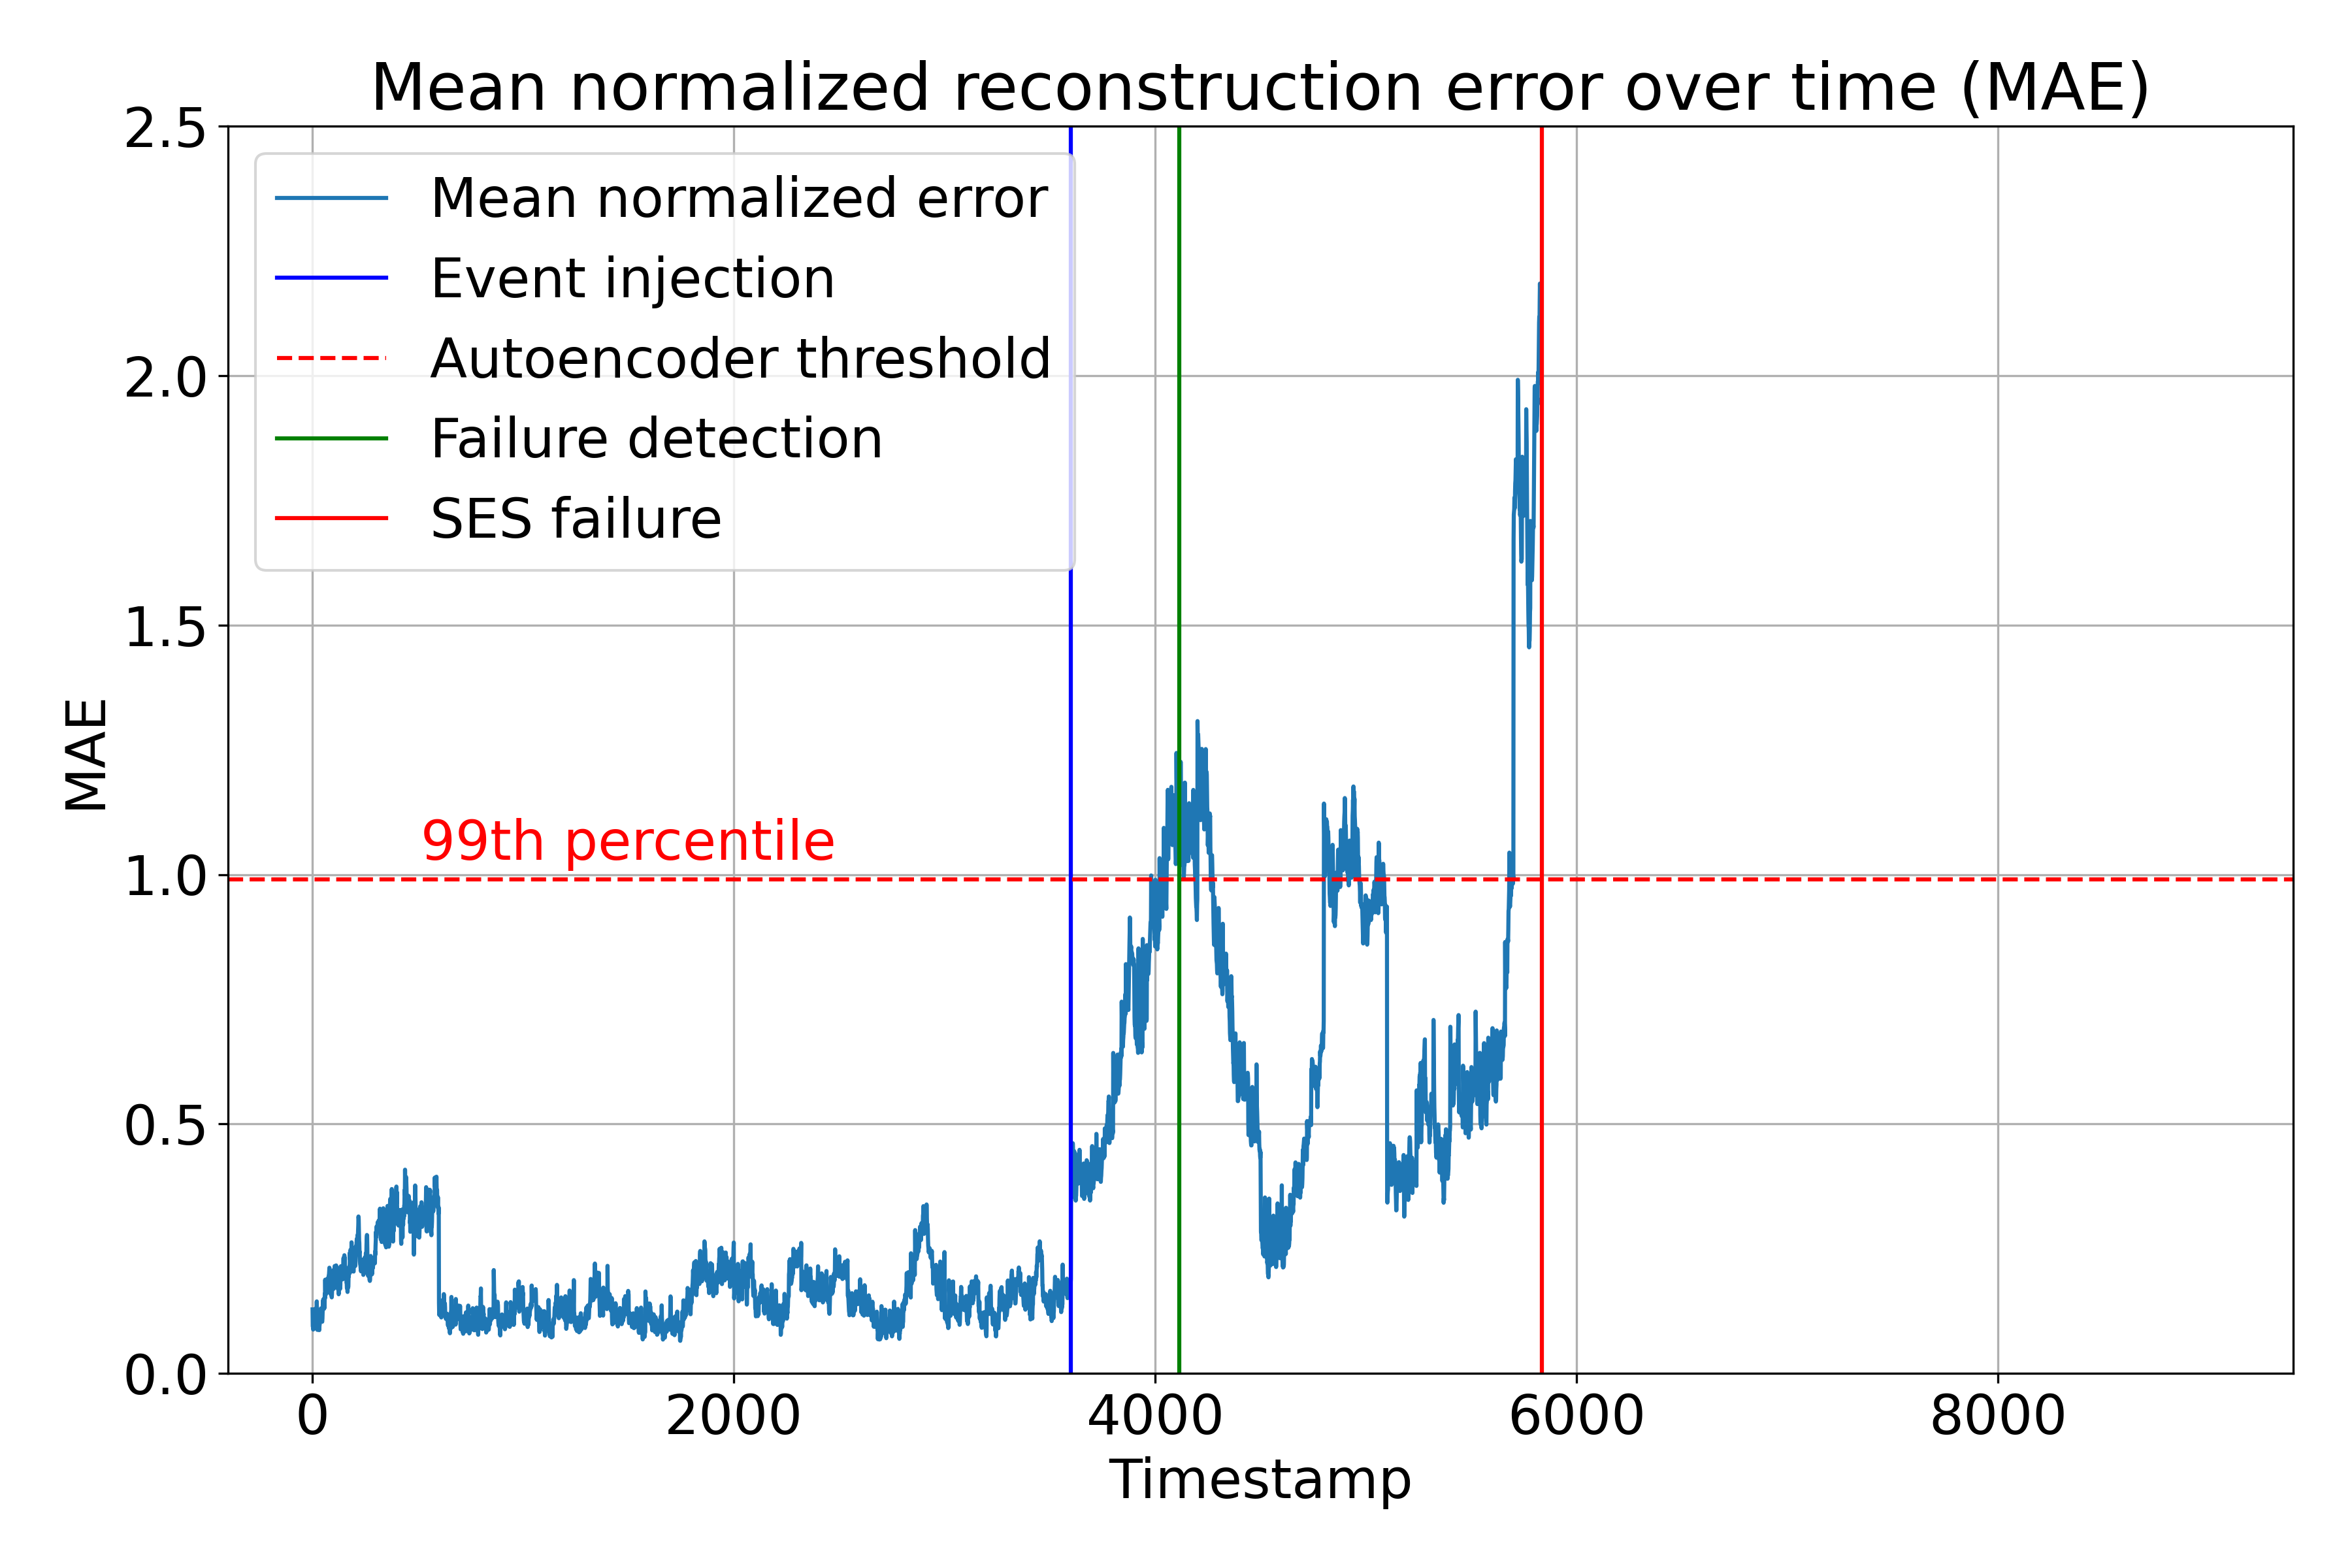 Mean normalized reconstruction error over time (MAE)
2.5
2.0
1.5
1.0
0.5
0.0
MAE
Mean normalized error
Event injection
Autoencoder threshold
Failure detection
SES failure
99th percentile
0 2000 4000 6000 8000
Timestamp